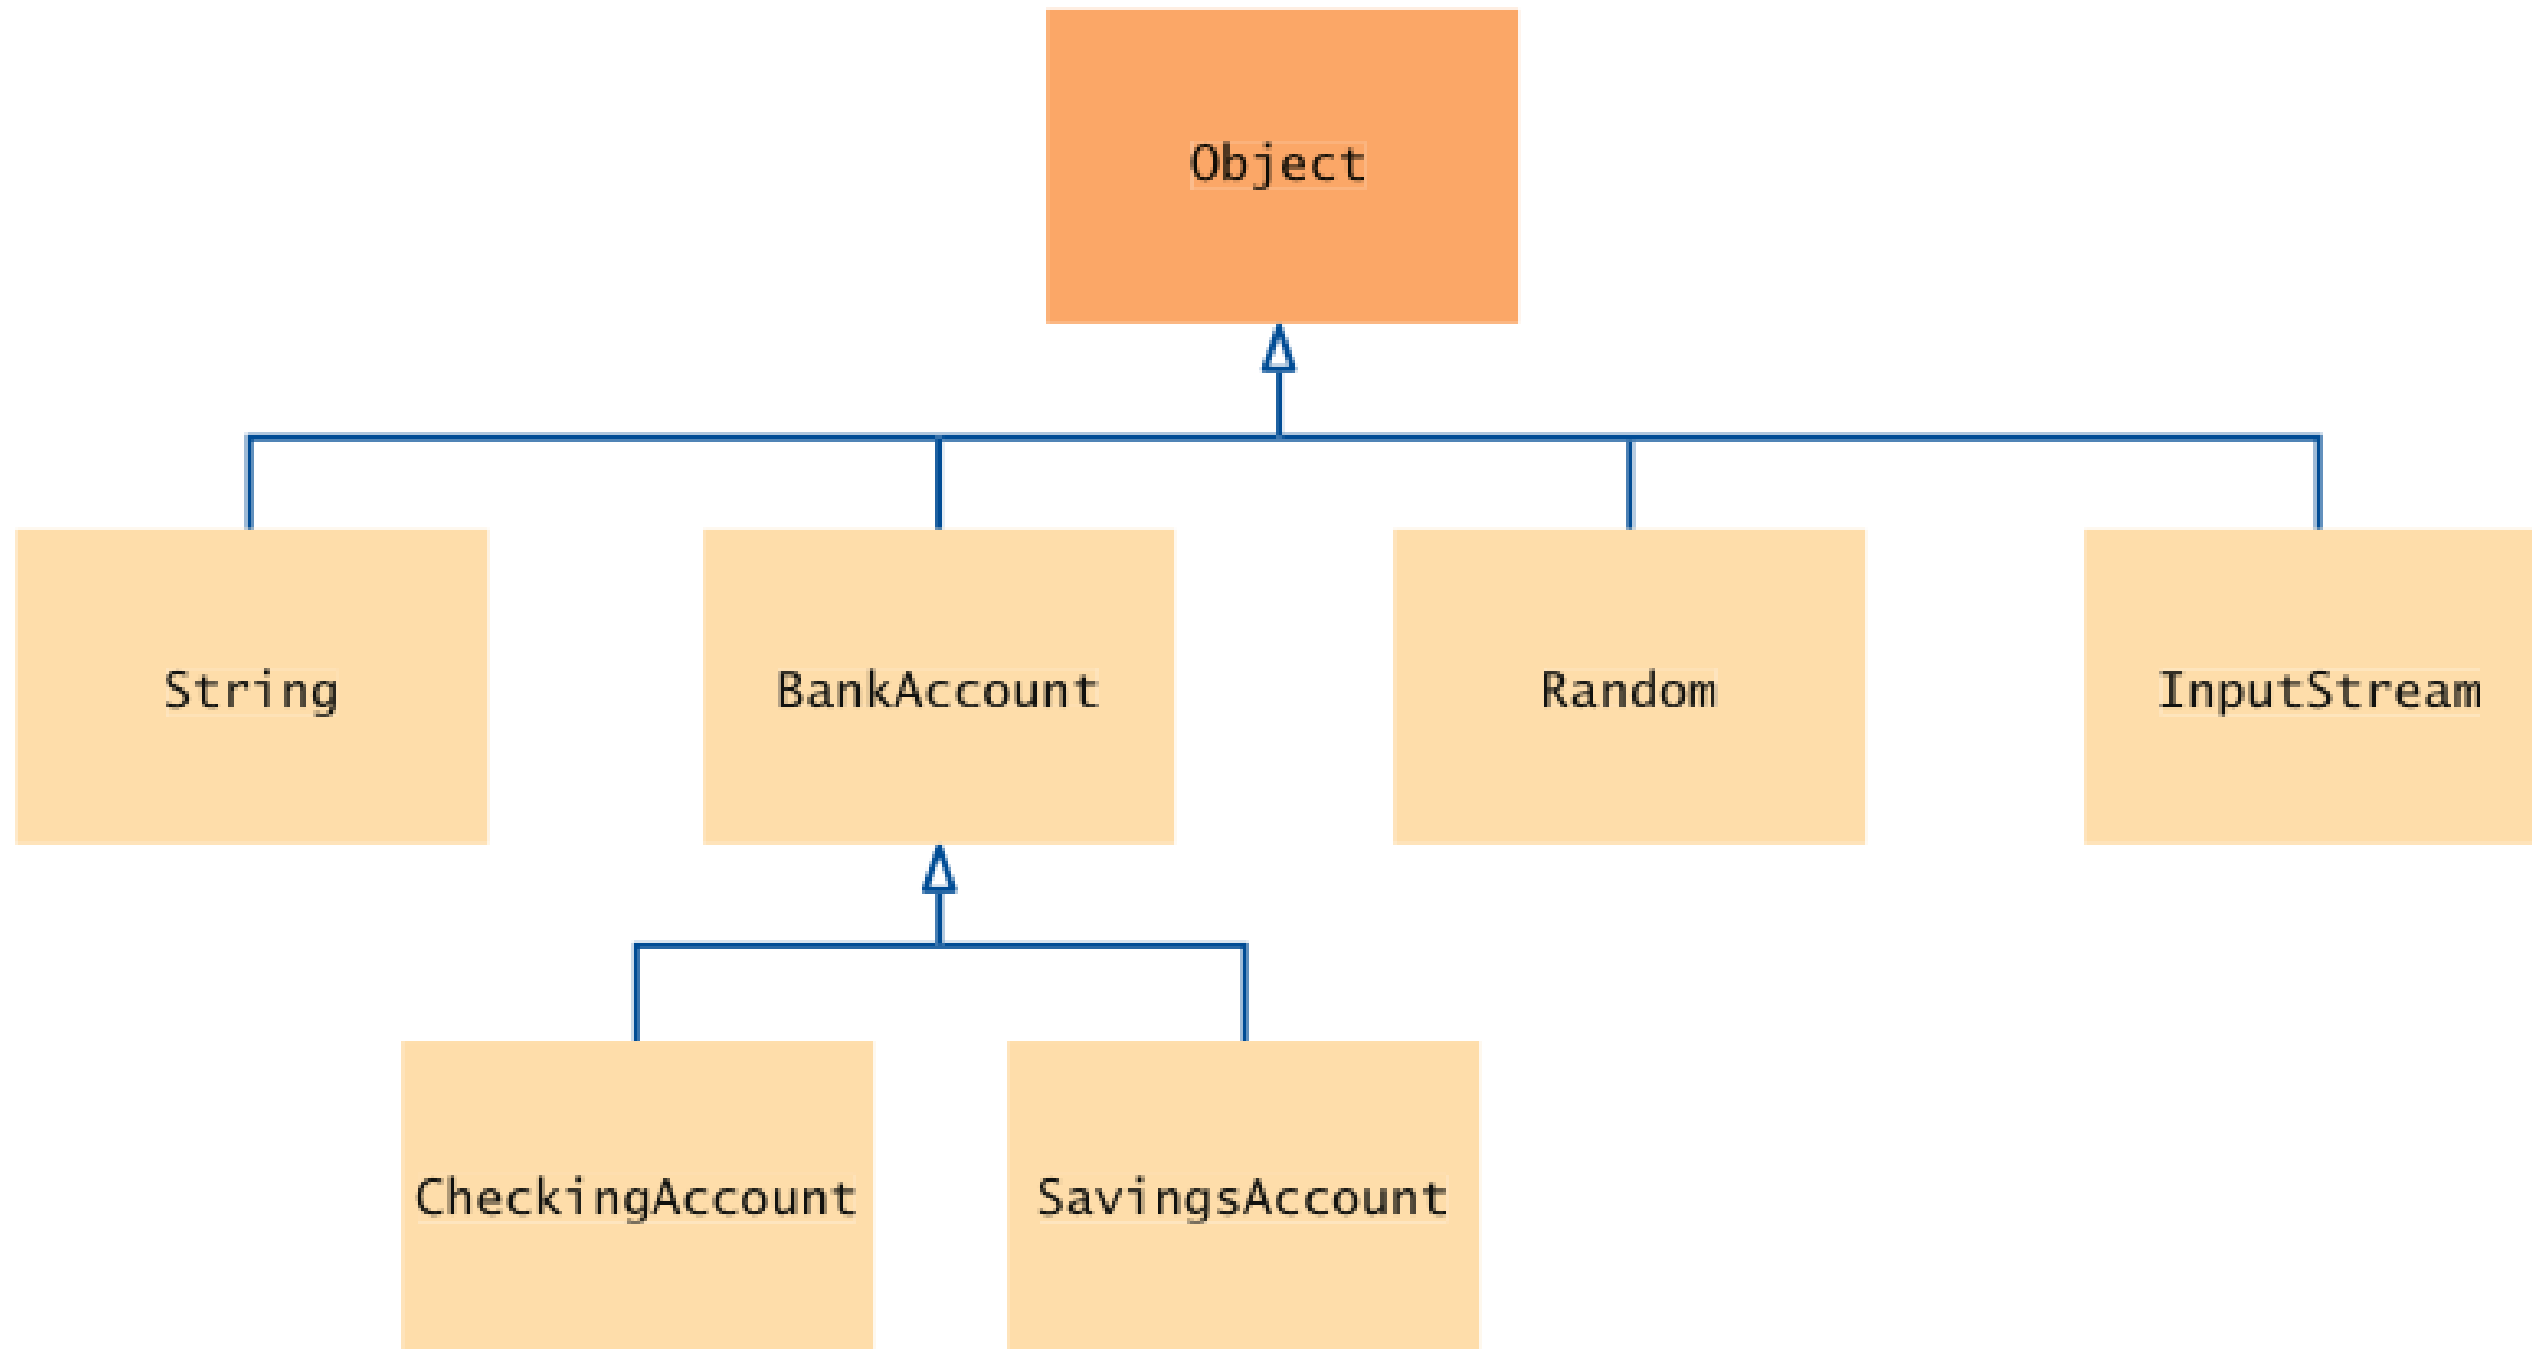 Object
String
BankAccount
Random
InputStream
CheckingAccount
SavingsAccount